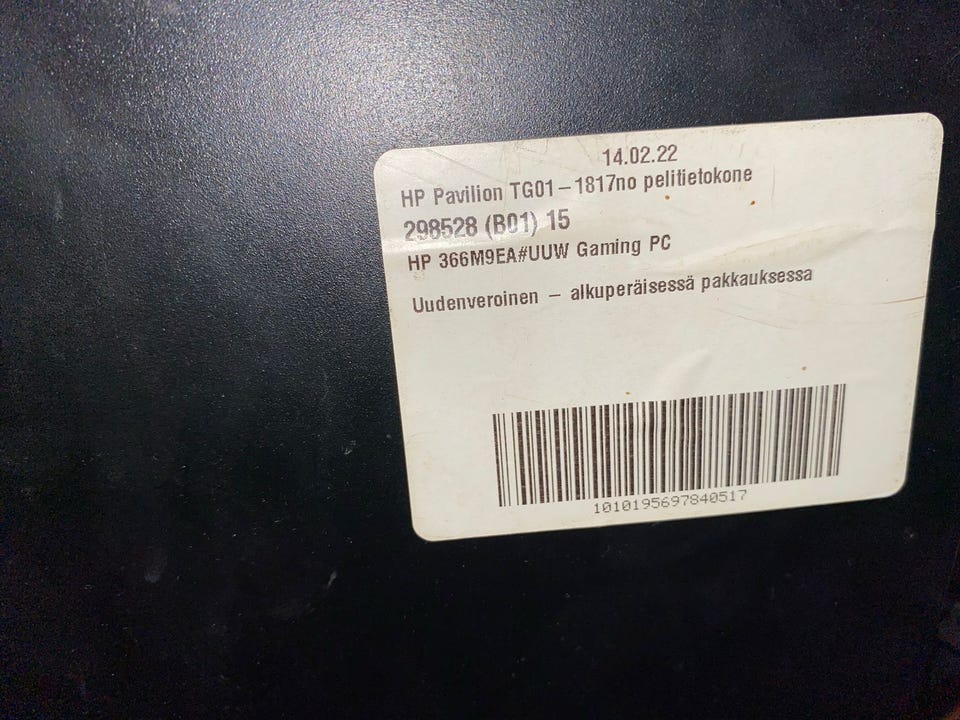 14.02.22
HP Pavilion TG01-1817no pelitietokone
298528 (B01) 15
HP 366M9EA#UUW Gaming PC
Uudenveroinen - alkuperäisessä pakkauksessa
1010195697840517